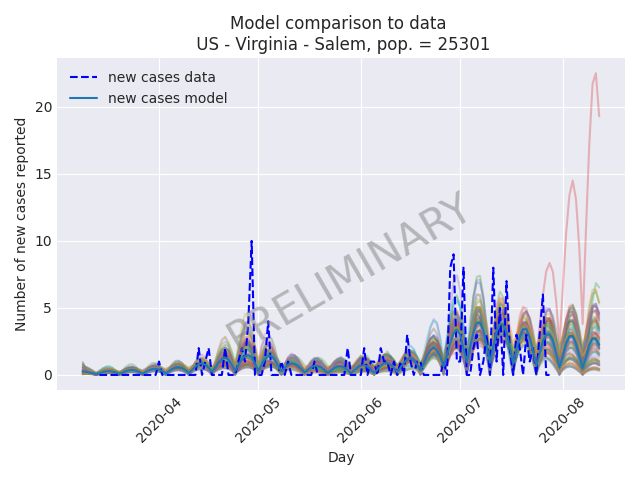 Model comparison to data
US - Virginia - Salem, pop. = 25301
new cases data
new cases model
Number of new cases reported
20
15
10
5
0
PRELIMINARY
2020-04
2020-05
2020-06
2020-07
2020-08
Day